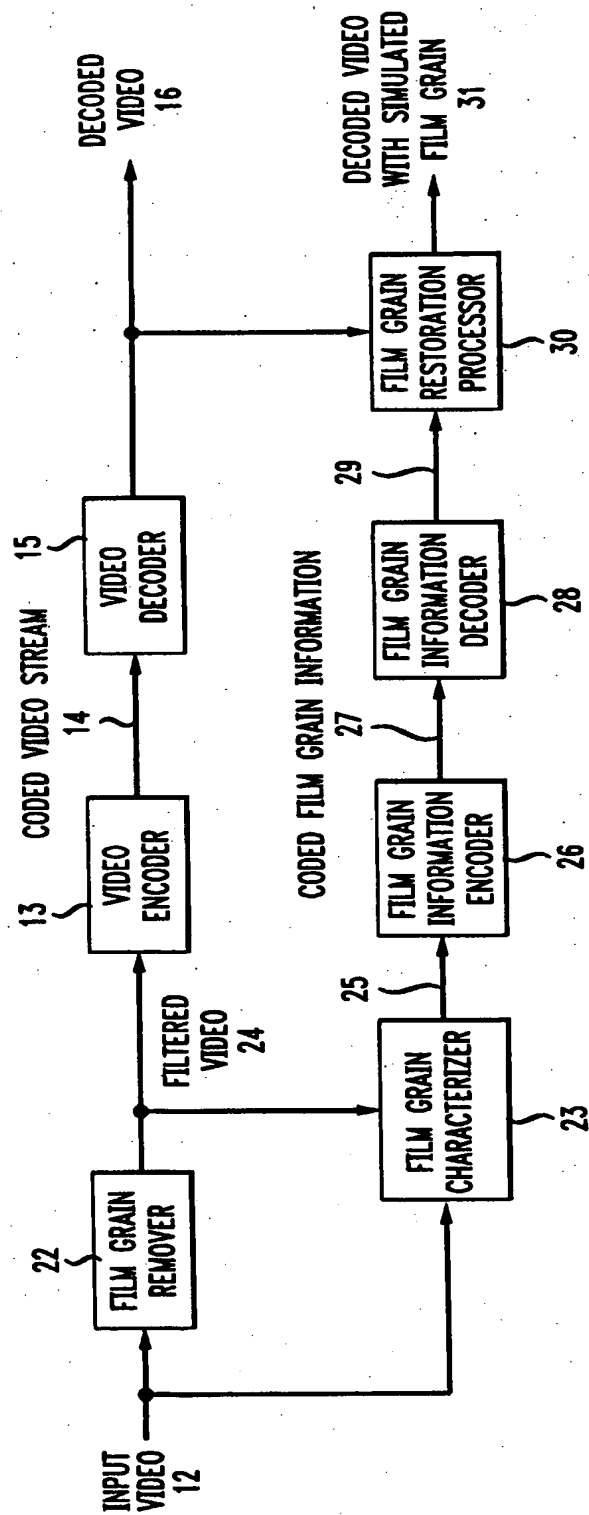 INPUT
VIDEO
12
22
FILM GRAIN
REMOVER
FILTERED
VIDEO
24
13
VIDEO
ENCODER
CODED VIDEO STREAM
14
15
VIDEO
DECODER
DECODED
VIDEO
16
FILM GRAIN
CHARACTERIZER
23
25
FILM GRAIN
INFORMATION
ENCODER
26
CODED FILM GRAIN INFORMATION
27
FILM GRAIN
INFORMATION
DECODER
28
29
FILM GRAIN
RESTORATION
PROCESSOR
30
DECODED VIDEO
WITH SIMULATED
FILM GRAIN
31